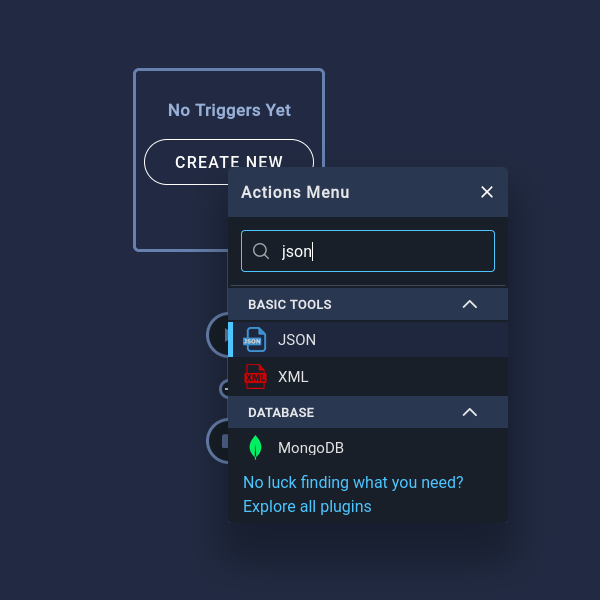 No Triggers Yet
CREATE NEW
Actions Menu
json
BASIC TOOLS
JSON
JSON
XML
XML
DATABASE
MongoDB
No luck finding what you need?
Explore all plugins